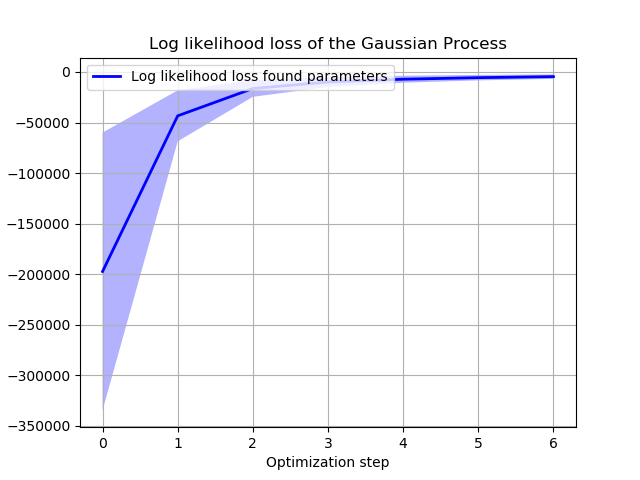 Log likelihood loss of the Gaussian Process
Log likelihood loss found parameters
0
−50000
−100000
−150000
−200000
−250000
−300000
−350000
0 1 2 3 4 5 6
Optimization step